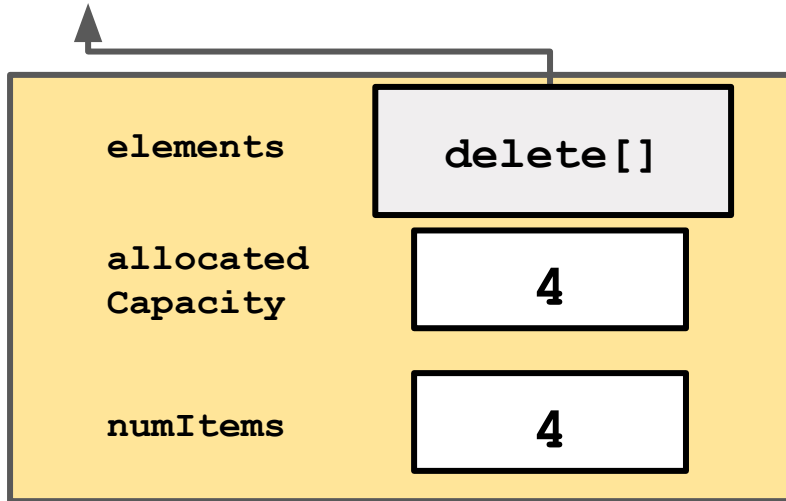 elements
delete[]
allocated
Capacity
4
numItems
4